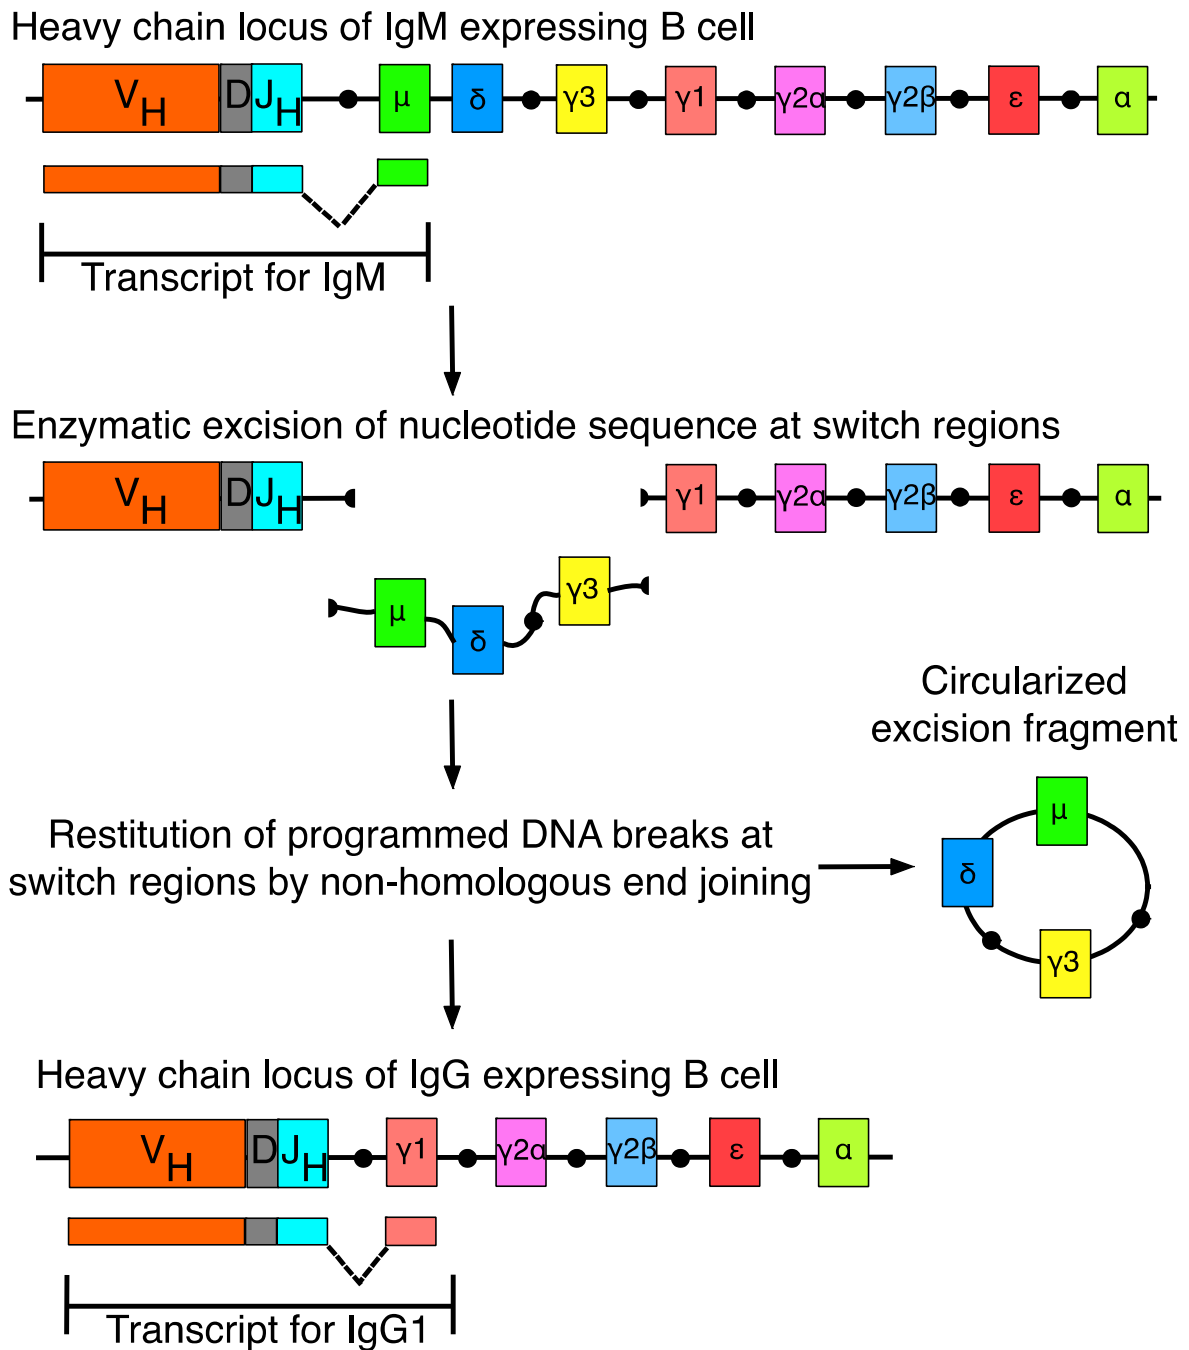 Heavy chain locus of IgM expressing B cell
VH D JH μ δ γ3 γ1 γ2α γ2β ε α
Transcript for IgM
Enzymatic excision of nucleotide sequence at switch regions
VH D JH γ1 γ2α γ2β ε α
μ δ γ3
Circularized
excision fragment
μ
δ
γ3
Restitution of programmed DNA breaks at
switch regions by non-homologous end joining
Heavy chain locus of IgG expressing B cell
VH D JH γ1 γ2α γ2β ε α
Transcript for IgG1